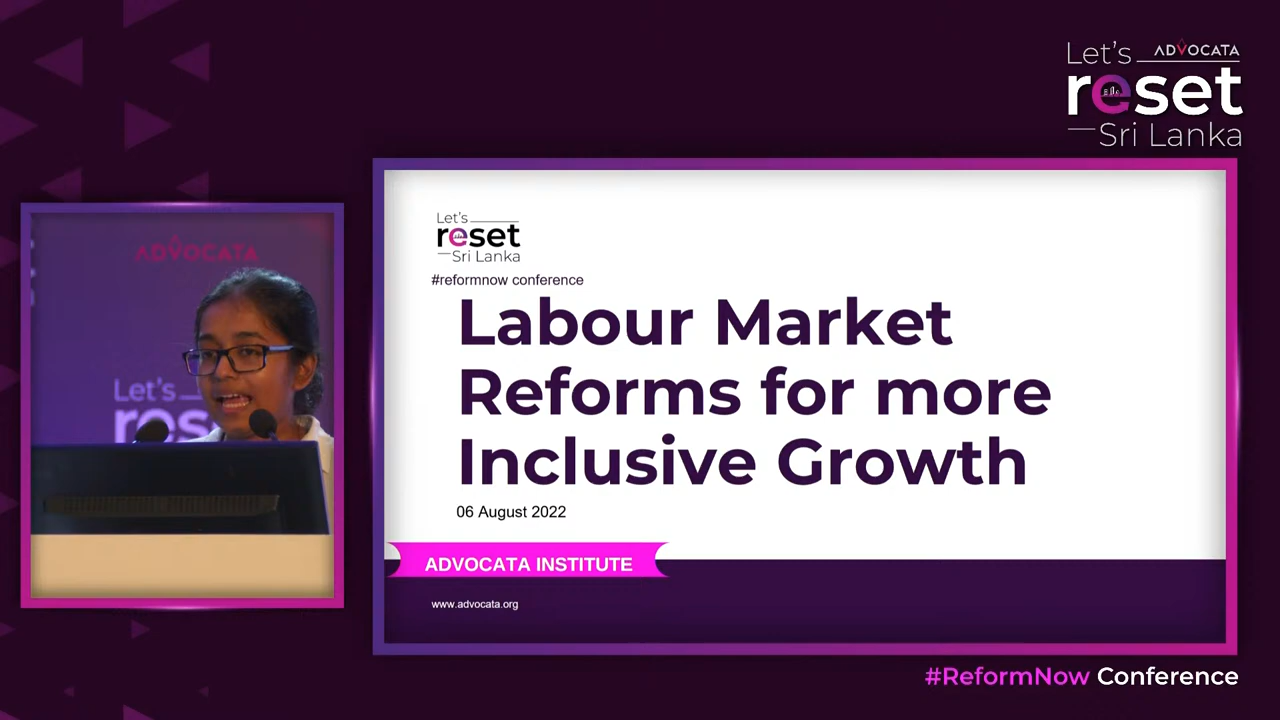 Let's ADVOCATA
reset
Sri Lanka
ADVOCATA
Let's
rese
Let's
reset
Sri Lanka
#reformnow conference
Labour Market
Reforms for more
Inclusive Growth
06 August 2022
ADVOCATA INSTITUTE
www.advocata.org
#ReformNow Conference